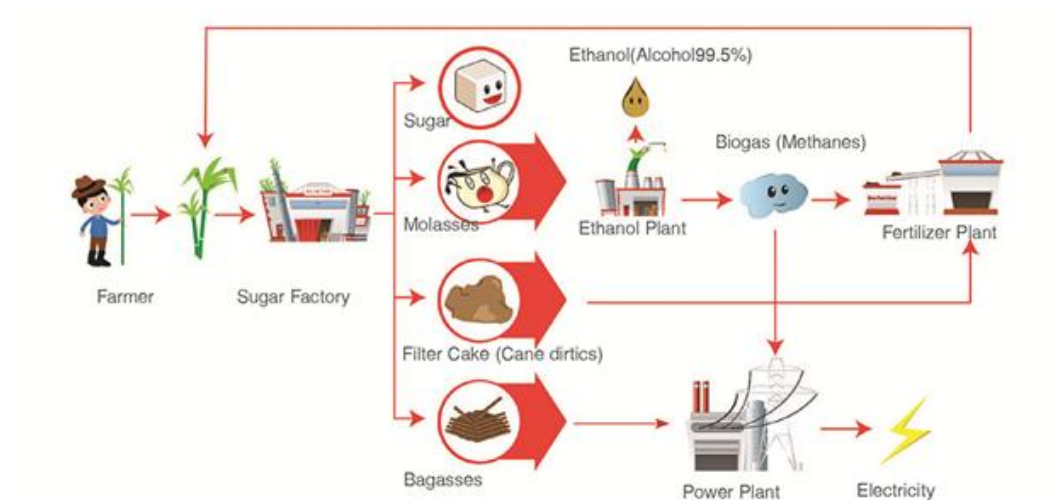 Ethanol(Alcohol99.5%)
Sugar
Biogas (Methanes)
Molasses
Ethanol Plant
Fertilizer Plant
Farmer
Sugar Factory
Filter Cake (Cane dirtics)
Bagasses
Power Plant
Electricity